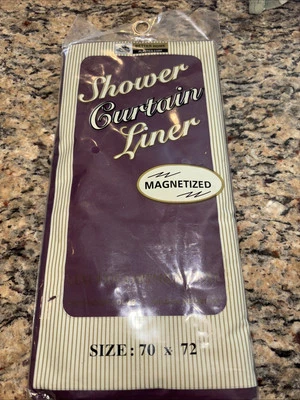 Shower
Curtain
Liner
MAGNETIZED
SIZE: 70 x 72